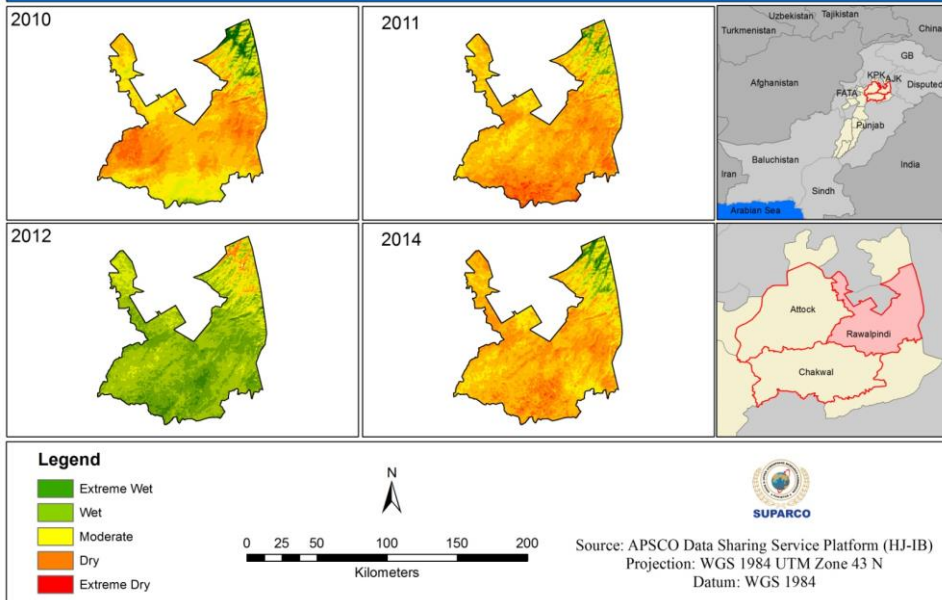 2010
2011
Uzbekistan
Tajikistan
Turkmenistan
China
GB
KPK
AJK
Disputed
Afghanistan
FATA
Punjab
Baluchistan
Iran
India
Sindh
Arabian Sea
2012
2014
Attock
Rawalpindi
Chakwal
Legend
Extreme Wet
Wet
Moderate
Dry
Extreme Dry
N
0 25 50 100 150 200
Kilometers
SUPARCO
Source: APSCO Data Sharing Service Platform (HJ-IB)
Projection: WGS 1984 UTM Zone 43 N
Datum: WGS 1984